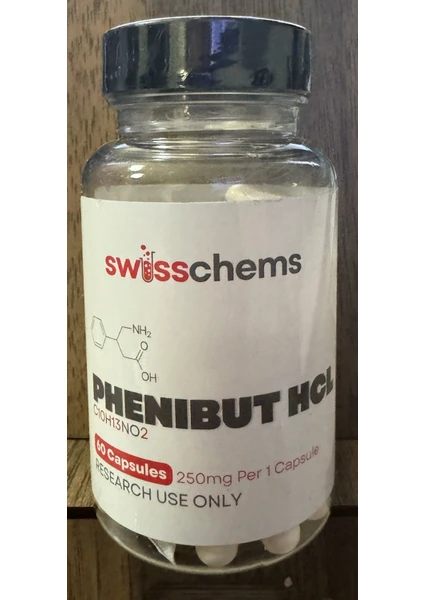 swisschems
NH2
O
OH
PHENIBUT HCL
C10H13NO2
60 Capsules 250mg Per 1 Capsule
RESEARCH USE ONLY